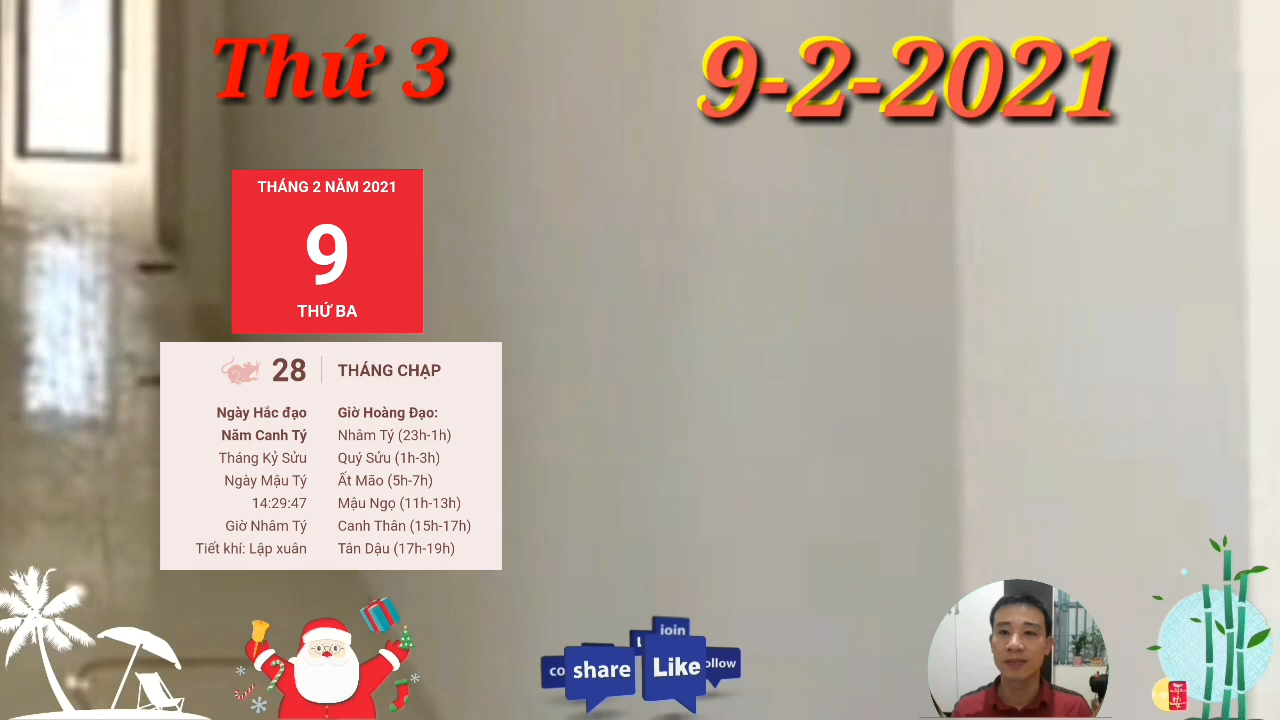 Thứ 3
9-2-2021
THÁNG 2 NĂM 2021
9
THỨ BA
28
THÁNG CHẠP
Ngày Hắc đạo
Giờ Hoàng Đạo:
Năm Canh Tý
Nhâm Tý (23h-1h)
Tháng Kỷ Sửu
Quý Sửu (1h-3h)
Ngày Mậu Tý
Ất Mão (5h-7h)
14:29:47
Mậu Ngọ (11h-13h)
Giờ Nhâm Tý
Canh Thân (15h-17h)
Tiết khí: Lập xuân
Tân Dậu (17h-19h)
join
share
Like